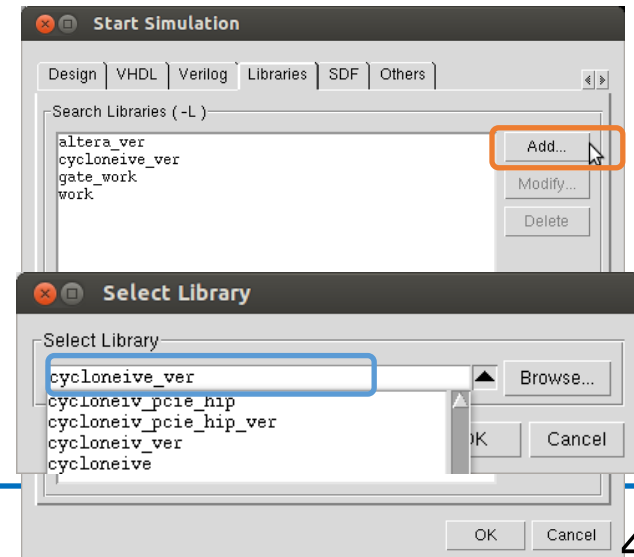 Start Simulation
Design VHDL Verilog Libraries SDF Others
Search Libraries ( -L )
altera_ver
cycloneive_ver
gate_work
work
Add...
Modify...
Delete
Select Library
Select Library
cycloneive_ver
Browse...
cycloneiv_pcie_hip
cycloneiv_pcie_hip_ver
cycloneiv_ver
cycloneive
Cancel
OK Cancel